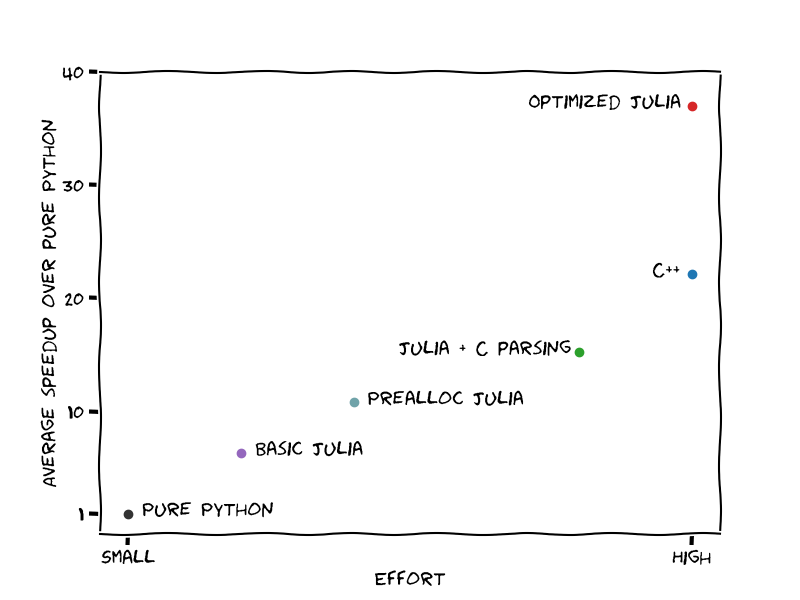 40
OPTIMIZED JULIA
30
C++
20
JULIA + C PARSING
PREALLOC JULIA
10
BASIC JULIA
1
PURE PYTHON
SMALL
HIGH
EFFORT
AVERAGE SPEEDUP OVER PURE PYTHON